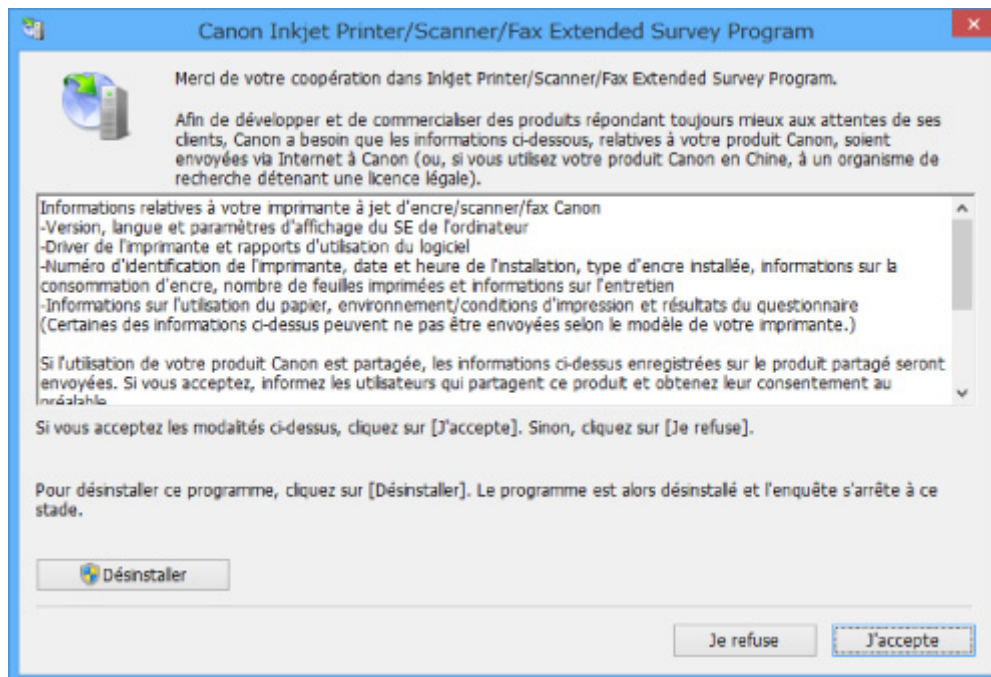 Canon Inkjet Printer/Scanner/Fax Extended Survey Program
Merci de votre coopération dans Inkjet Printer/Scanner/Fax Extended Survey Program.
Afin de développer et de commercialiser des produits répondant toujours mieux aux attentes de ses
clients, Canon a besoin que les informations ci-dessous, relatives à votre produit Canon, soient
envoyées via Internet à Canon (ou, si vous utilisez votre produit Canon en Chine, à un organisme de
recherche détenant une licence légale).
Informations relatives à votre imprimante à jet d'encre/scanner/fax Canon
-Version, langue et paramètres d'affichage du SE de l'ordinateur
-Driver de l'imprimante et rapports d'utilisation du logiciel
-Numéro d'identification de l'imprimante, date et heure de l'installation, type d'encre installée, informations sur la
consommation d'encre, nombre de feuilles imprimées et informations sur l'entretien
-Informations sur l'utilisation du papier, environnement/conditions d'impression et résultats du questionnaire
(Certaines des informations ci-dessus peuvent ne pas être envoyées selon le modèle de votre imprimante.)
Si l'utilisation de votre produit Canon est partagée, les informations ci-dessus enregistrées sur le produit partagé seront
envoyées. Si vous acceptez, informez les utilisateurs qui partagent ce produit et obtenez leur consentement au
préalable
Si vous acceptez les modalités ci-dessus, cliquez sur [J'accepte]. Sinon, cliquez sur [Je refuse].
Pour désinstaller ce programme, cliquez sur [Désinstaller]. Le programme est alors désinstallé et l'enquête s'arrête à ce
stade.
Désinstaller
Je refuse
J'accepte